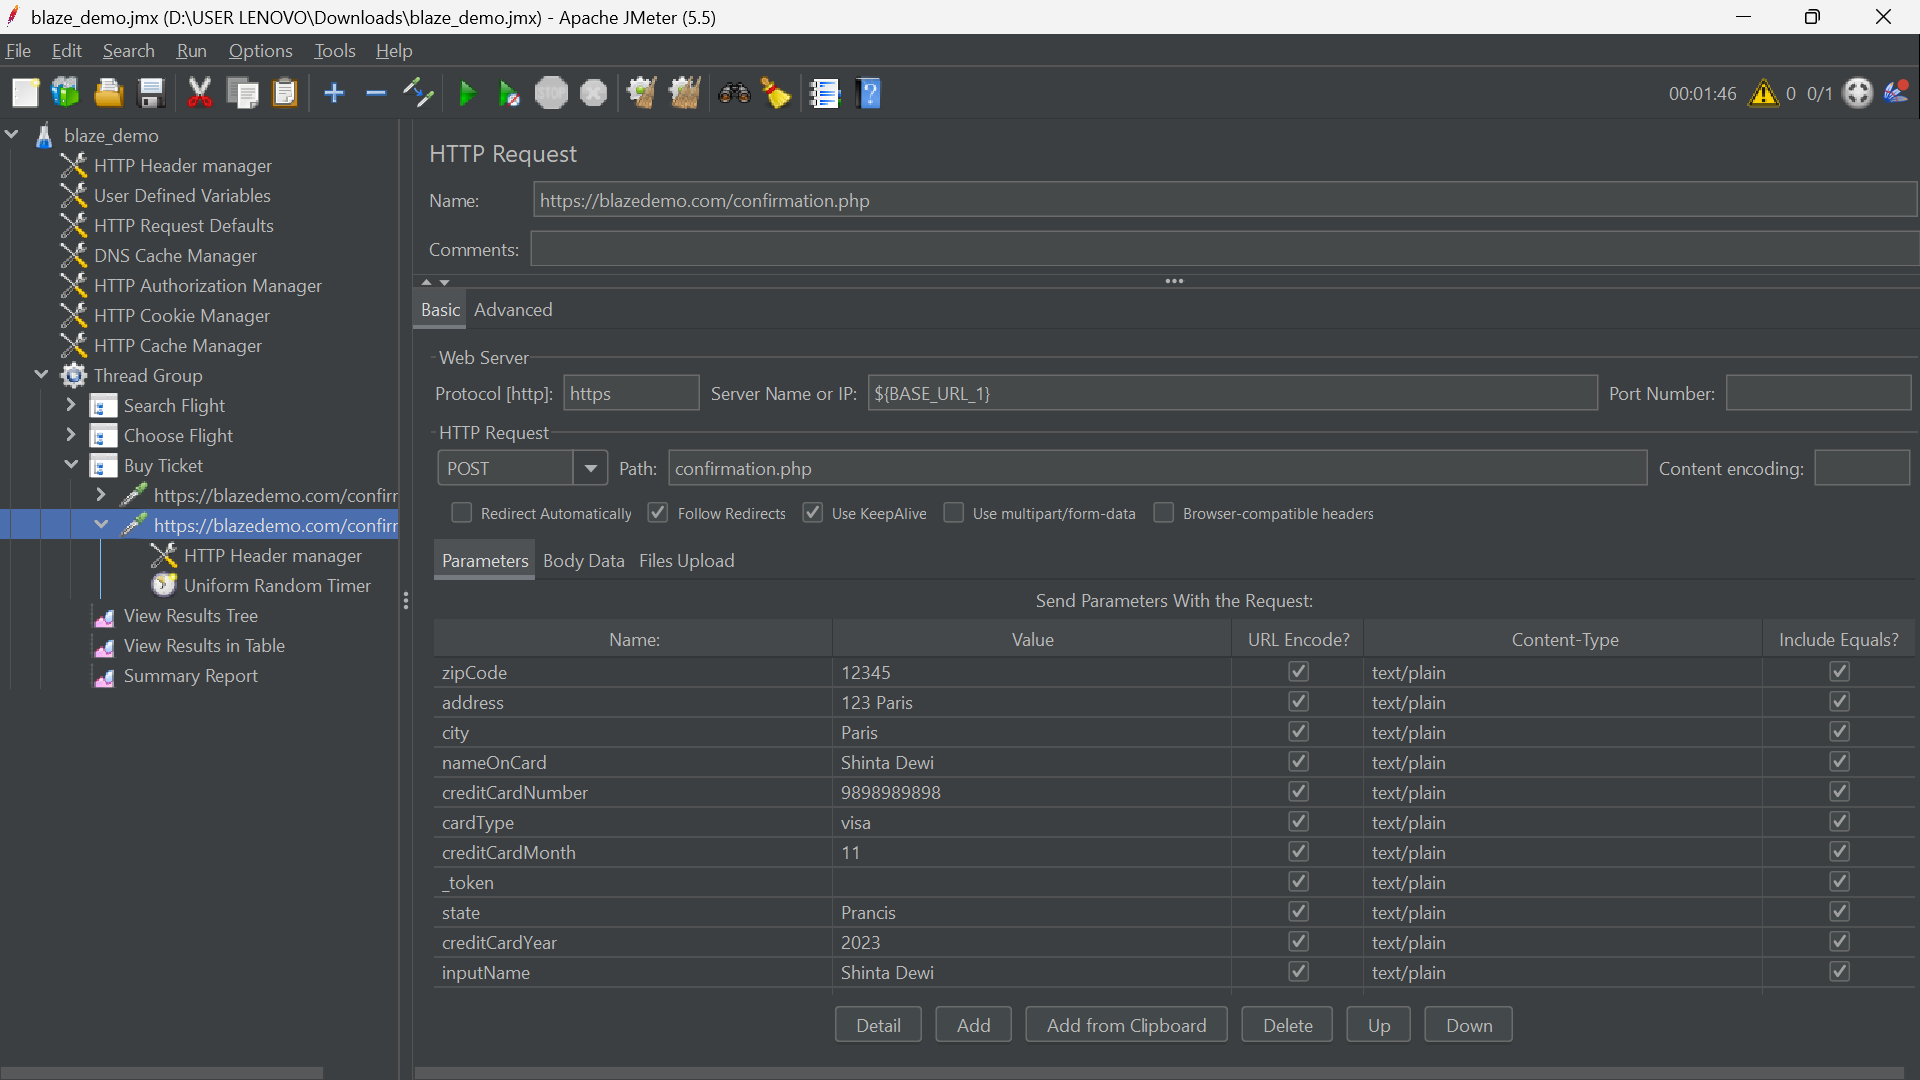 blaze_demo.jmx (D:\USER LENOVO\Downloads\blaze_demo.jmx) - Apache JMeter (5.5)
File Edit Search Run Options Tools Help
STOP
?
00:01:46 0 0/1
blaze_demo
HTTP Header manager
User Defined Variables
HTTP Request Defaults
DNS Cache Manager
HTTP Authorization Manager
HTTP Cookie Manager
HTTP Cache Manager
Thread Group
Search Flight
Choose Flight
Buy Ticket
https://blazedemo.com/confirr
https://blazedemo.com/confirr
HTTP Header manager
Uniform Random Timer
View Results Tree
View Results in Table
Summary Report
HTTP Request
Name: https://blazedemo.com/confirmation.php
Comments:
Basic Advanced
Web Server
Protocol [http]: https Server Name or IP: ${BASE_URL_1} Port Number:
HTTP Request
POST Path: confirmation.php Content encoding:
Redirect Automatically Follow Redirects Use KeepAlive Use multipart/form-data Browser-compatible headers
Parameters Body Data Files Upload
Send Parameters With the Request:
Name: Value URL Encode? Content-Type Include Equals?
zipCode 12345 text/plain
address 123 Paris text/plain
city Paris text/plain
nameOnCard Shinta Dewi text/plain
creditCardNumber 9898989898 text/plain
cardType visa text/plain
creditCardMonth 11 text/plain
_token text/plain
state Prancis text/plain
creditCardYear 2023 text/plain
inputName Shinta Dewi text/plain
Detail Add Add from Clipboard Delete Up Down